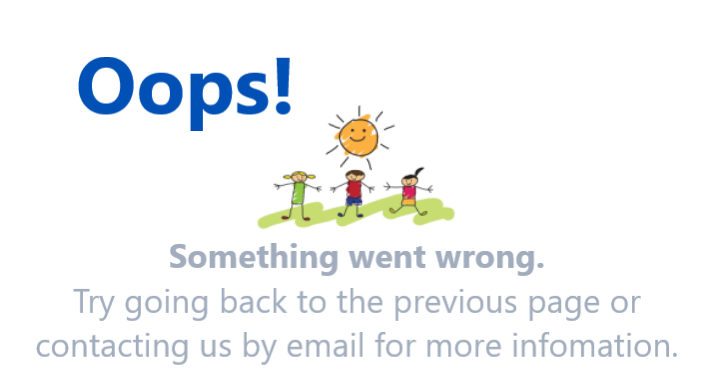 Oops!
Something went wrong.
Try going back to the previous page or
contacting us by email for more infomation.